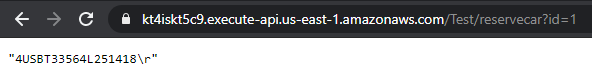 kt4iskt5c9.execute-api.us-east-1.amazonaws.com/Test/reservecar?id=1
"4USBT33564L251418\r"